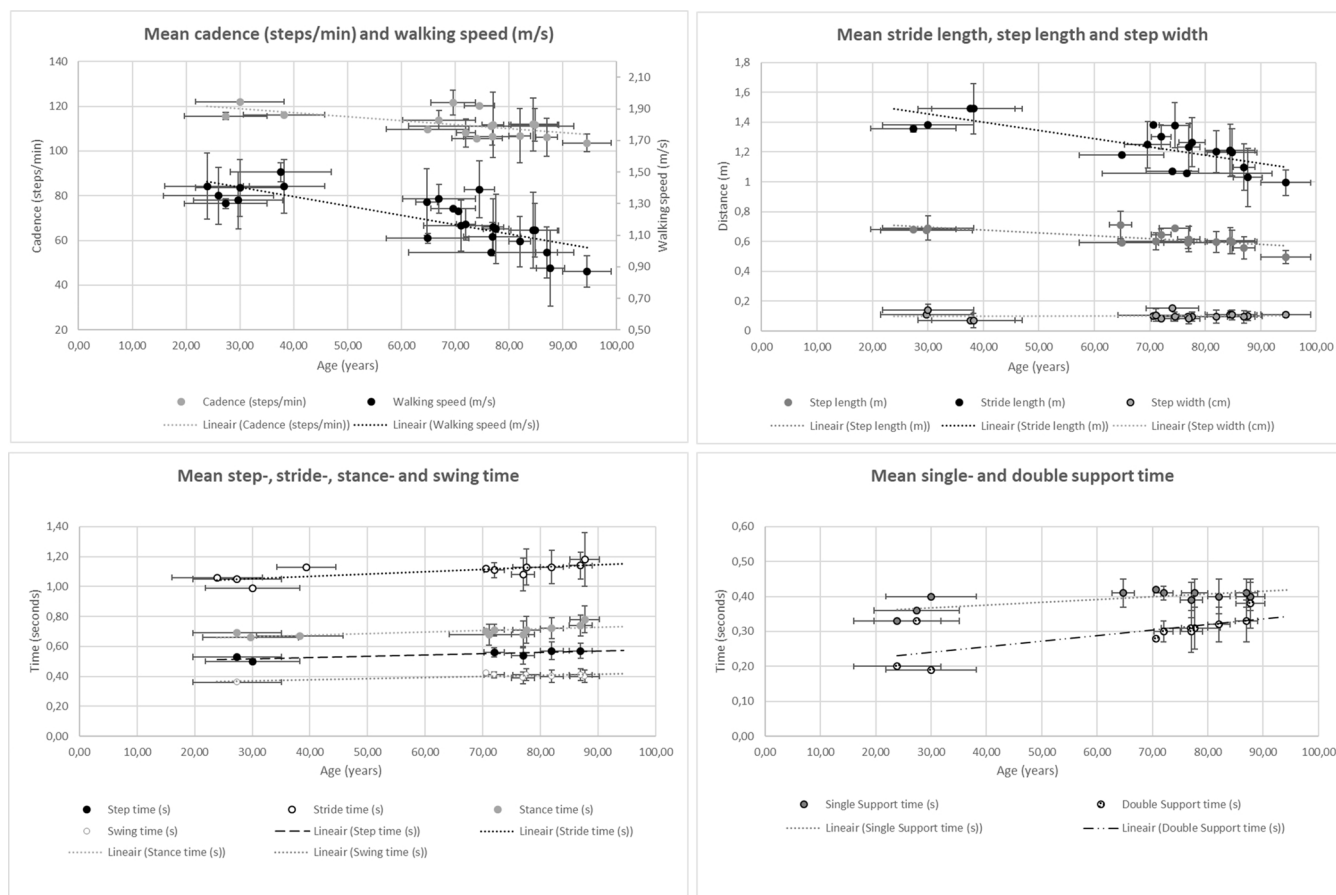 Mean cadence (steps/min) and walking speed (m/s)
Cadence (steps/min)
140
120
100
80
60
40
20
2,10
1,90
1,70
1,50
1,30
1,10
0,90
0,70
0,50
Walking speed (m/s)
0,00 10,00 20,00 30,00 40,00 50,00 60,00 70,00 80,00 90,00 100,00
Age (years)
Cadence (steps/min) Walking speed (m/s)
Lineair (Cadence (steps/min)) Lineair (Walking speed (m/s))
Mean stride length, step length and step width
Distance (m)
1,8
1,6
1,4
1,2
1
0,8
0,6
0,4
0,2
0
0,00 10,00 20,00 30,00 40,00 50,00 60,00 70,00 80,00 90,00 100,00
Age (years)
Step length (m) Stride length (m) Step width (cm)
Lineair (Step length (m)) Lineair (Stride length (m)) Lineair (Step width (cm))
Mean step-, stride-, stance- and swing time
Time (seconds)
1,40
1,20
1,00
0,80
0,60
0,40
0,20
0,00
0,00 10,00 20,00 30,00 40,00 50,00 60,00 70,00 80,00 90,00 100,00
Age (years)
Step time (s) Stride time (s) Stance time (s)
Swing time (s) Lineair (Step time (s)) Lineair (Stride time (s))
Lineair (Stance time (s)) Lineair (Swing time (s))
Mean single- and double support time
Time (seconds)
0,60
0,50
0,40
0,30
0,20
0,10
0,00
0,00 10,00 20,00 30,00 40,00 50,00 60,00 70,00 80,00 90,00 100,00
Age (years)
Single Support time (s) Double Support time (s)
Lineair (Single Support time (s)) Lineair (Double Support time (s))